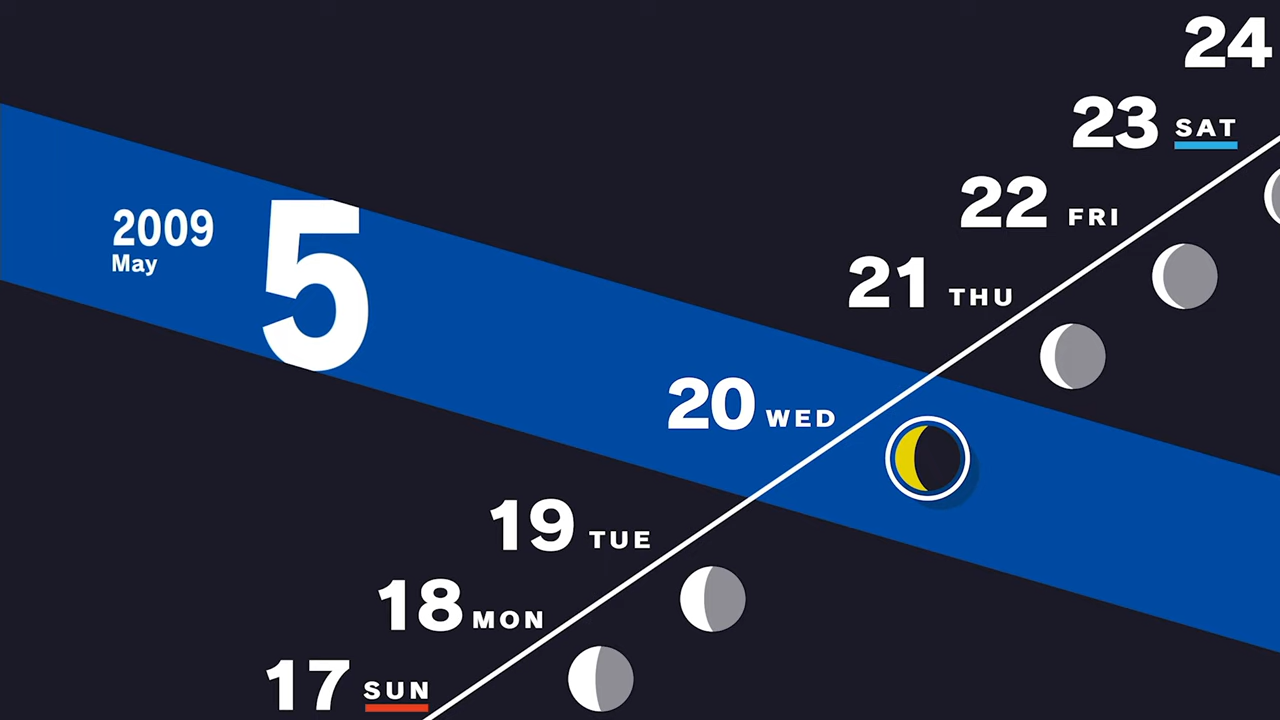 24
23 SAT
22 FRI
2009
May
5
21 THU
20 WED
19 TUE
18 MON
17 SUN